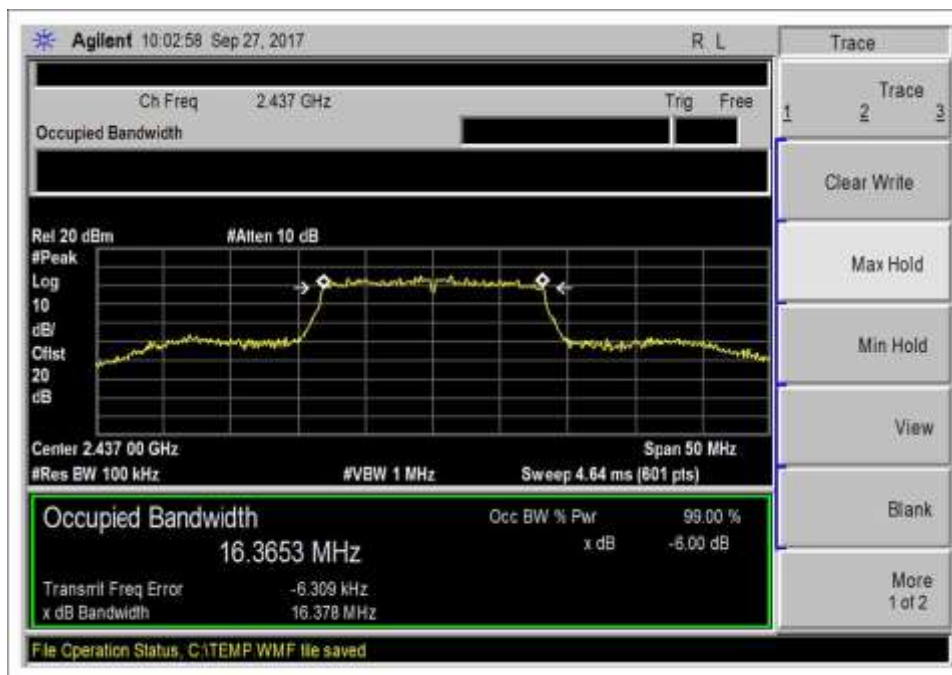 Agilent 10:02:58 Sep 27, 2017 R L
Trace
Ch Freq 2.437 GHz Trig Free
Occupied Bandwidth
Trace
1 2 3
Clear Write
Max Hold
Min Hold
View
Blank
More
1 of 2
Ref 20 dBm #Atten 10 dB
#Peak
Log
10
dB/
Offst
20
dB
Center 2.437 00 GHz Span 50 MHz
#Res BW 100 kHz #VBW 1 MHz Sweep 4.64 ms (601 pts)
Occupied Bandwidth Occ BW % Pwr 99.00 %
16.3653 MHz x dB -6.00 dB
Transmit Freq Error -6.309 kHz
x dB Bandwidth 16.378 MHz
File Operation Status, C:\TEMP.WMF file saved